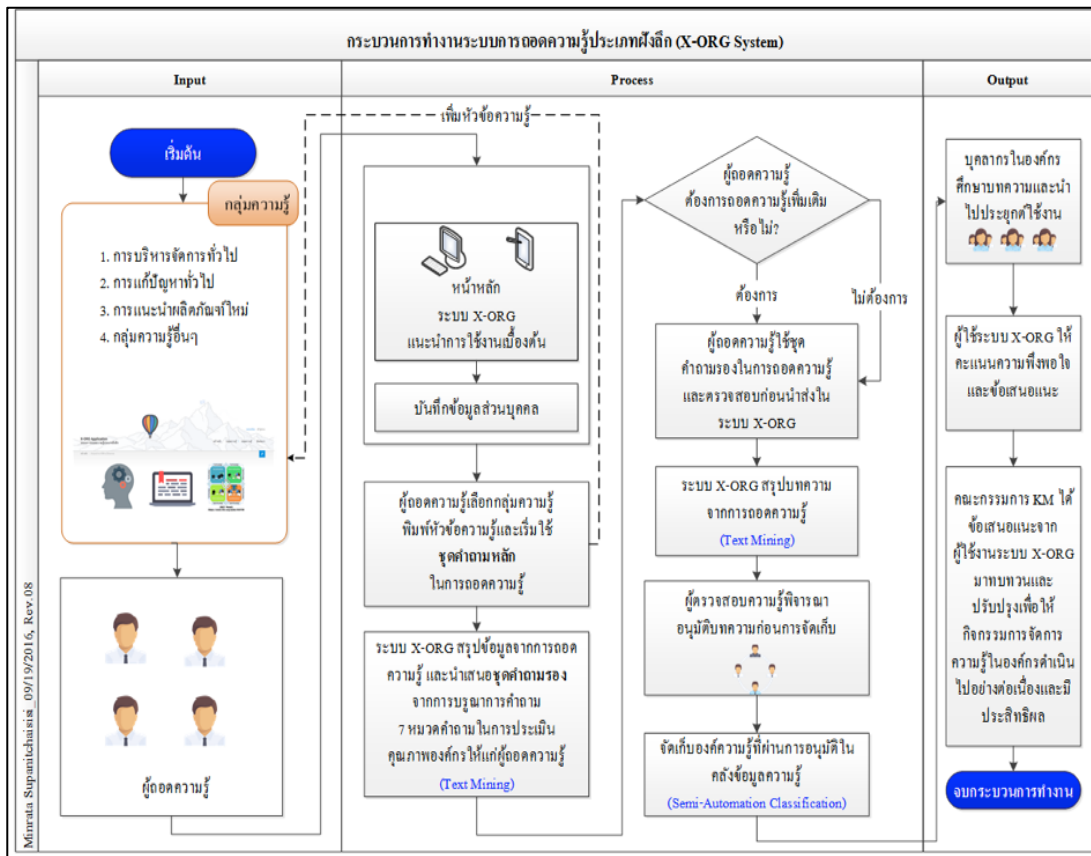 กระบวนการทำงานระบบการถอดความรู้ประเภทฝังลึก (X-ORG System)
Input
Process
Output
เริ่มต้น
กลุ่มความรู้
1. การบริหารจัดการทั่วไป
2. การแก้ปัญหาทั่วไป
3. การแนะนำผลิตภัณฑ์ใหม่
4. กลุ่มความรู้อื่นๆ
ผู้ถอดความรู้
เพิ่มหัวข้อความรู้
หน้าหลัก
ระบบ X-ORG
แนะนำการใช้งานเบื้องต้น
บันทึกข้อมูลส่วนบุคคล
ผู้ถอดความรู้เลือกกลุ่มความรู้
พิมพ์หัวข้อความรู้และเริ่มใช้
ชุดคำถามหลัก
ในการถอดความรู้
ระบบ X-ORG สรุปข้อมูลจากการถอด
ความรู้ และนำเสนอชุดคำถามรอง
จากการบูรณาการคำถาม
7 หมวดคำถามในการประเมิน
คุณภาพองค์กรให้แก่ผู้ถอดความรู้
(Text Mining)
ผู้ถอดความรู้
ต้องการถอดความรู้เพิ่มเติม
หรือไม่?
ต้องการ
ไม่ต้องการ
ผู้ถอดความรู้ใช้ชุด
คำถามรองในการถอดความรู้
และตรวจสอบก่อนนำส่งใน
ระบบ X-ORG
ระบบ X-ORG สรุปบทความ
จากการถอดความรู้
(Text Mining)
ผู้ตรวจสอบความรู้พิจารณา
อนุมัติบทความก่อนการจัดเก็บ
จัดเก็บองค์ความรู้ที่ผ่านการอนุมัติใน
คลังข้อมูลความรู้
(Semi-Automation Classification)
บุคลากรในองค์กร
ศึกษาบทความและนำ
ไปประยุกต์ใช้งาน
ผู้ใช้ระบบ X-ORG ให้
คะแนนความพึงพอใจ
และข้อเสนอแนะ
คณะกรรมการ KM ได้
ข้อเสนอแนะจาก
ผู้ใช้งานระบบ X-ORG
มาทบทวนและ
ปรับปรุงเพื่อให้
กิจกรรมการจัดการ
ความรู้ในองค์กรดำเนิน
ไปอย่างต่อเนื่องและมี
ประสิทธิผล
จบกระบวนการทำงาน
Minrata Supanitchaisisi_09/19/2016, Rev.08